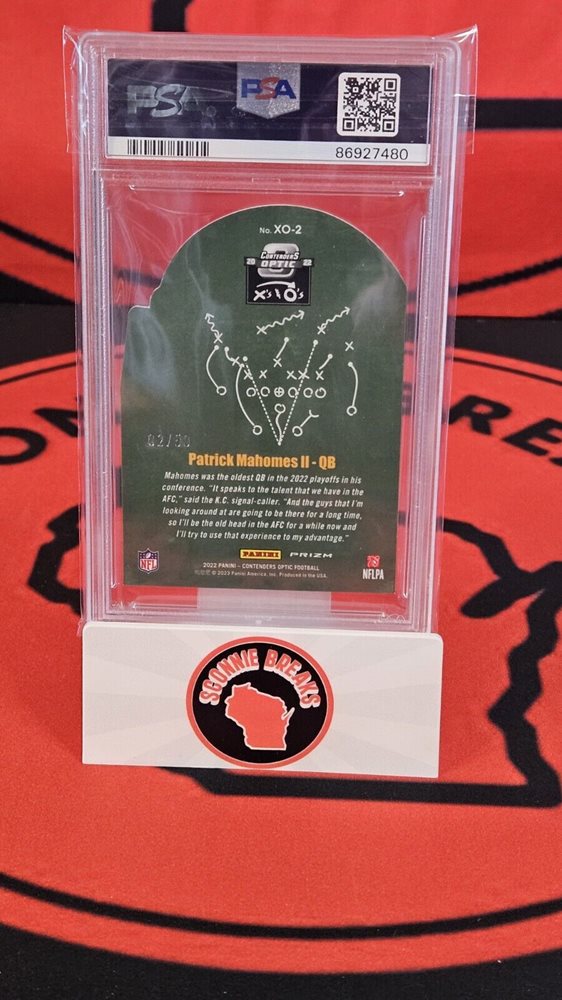 PSA PSA
86927480
No. XO-2
CONTENDERS
20 OPTIC 22
X's & O's
02/50
Patrick Mahomes II - QB
Mahomes was the oldest QB in the 2022 playoffs in his
conference. "It speaks to the talent that we have in the
AFC," said the K.C. signal-caller. "And the guys that I'm
looking around at are going to be there for a long time,
so I'll be the old head in the AFC for a while now and
I'll try to use that experience to my advantage."
NFL
PANINI PRIZM
NFLPA
2022 PANINI – CONTENDERS OPTIC FOOTBALL
© 2023 Panini America, Inc. Produced in the USA.
SCONNIE BREAKS